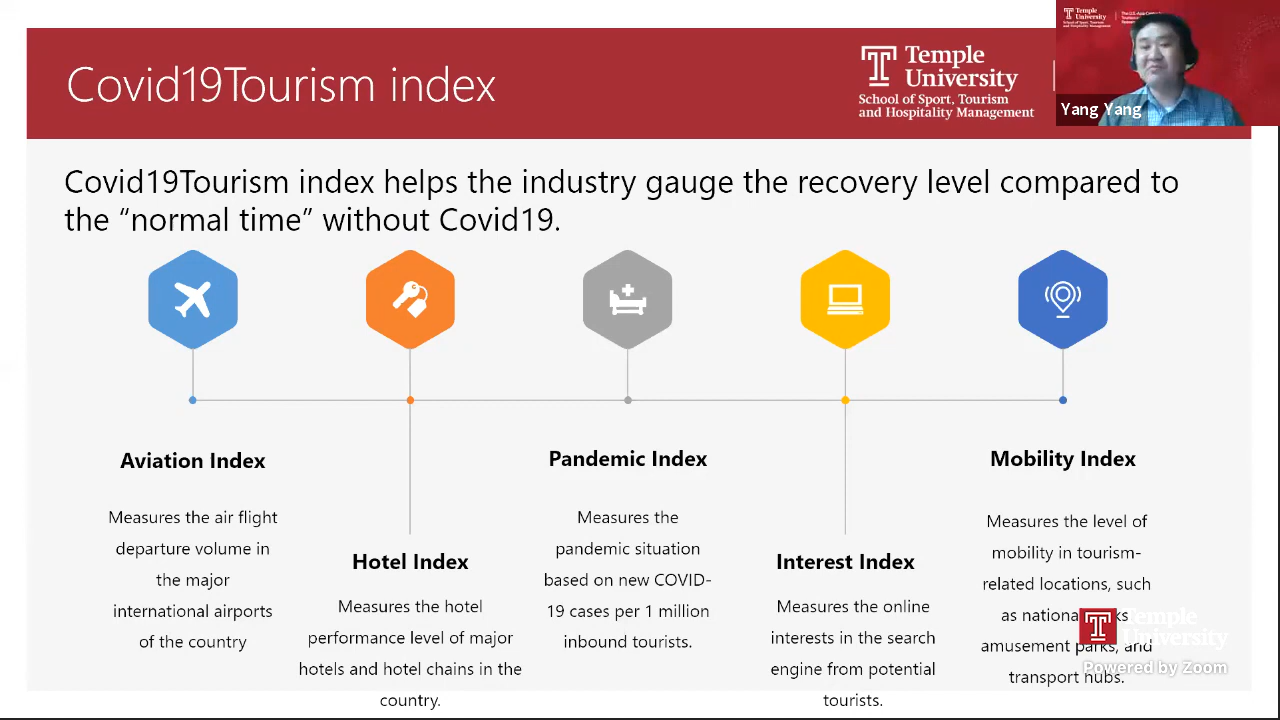 Covid19Tourism index
Temple
University
School of Sport, Tourism
and Hospitality Management
Temple
University
Yang Yang
Covid19Tourism index helps the industry gauge the recovery level compared to
the “normal time” without Covid19.
Aviation Index
Measures the air flight
departure volume in
the major
international airports
of the country
Hotel Index
Measures the hotel
performance level of major
hotels and hotel chains in the
country.
Pandemic Index
Measures the
pandemic situation
based on new COVID-
19 cases per 1 million
inbound tourists.
Interest Index
Measures the online
interests in the search
engine from potential
tourists.
Mobility Index
Measures the level of
mobility in tourism-
related locations, such
as national
amusement parks, and
transport hubs.
Temple
University
Powered by Zoom